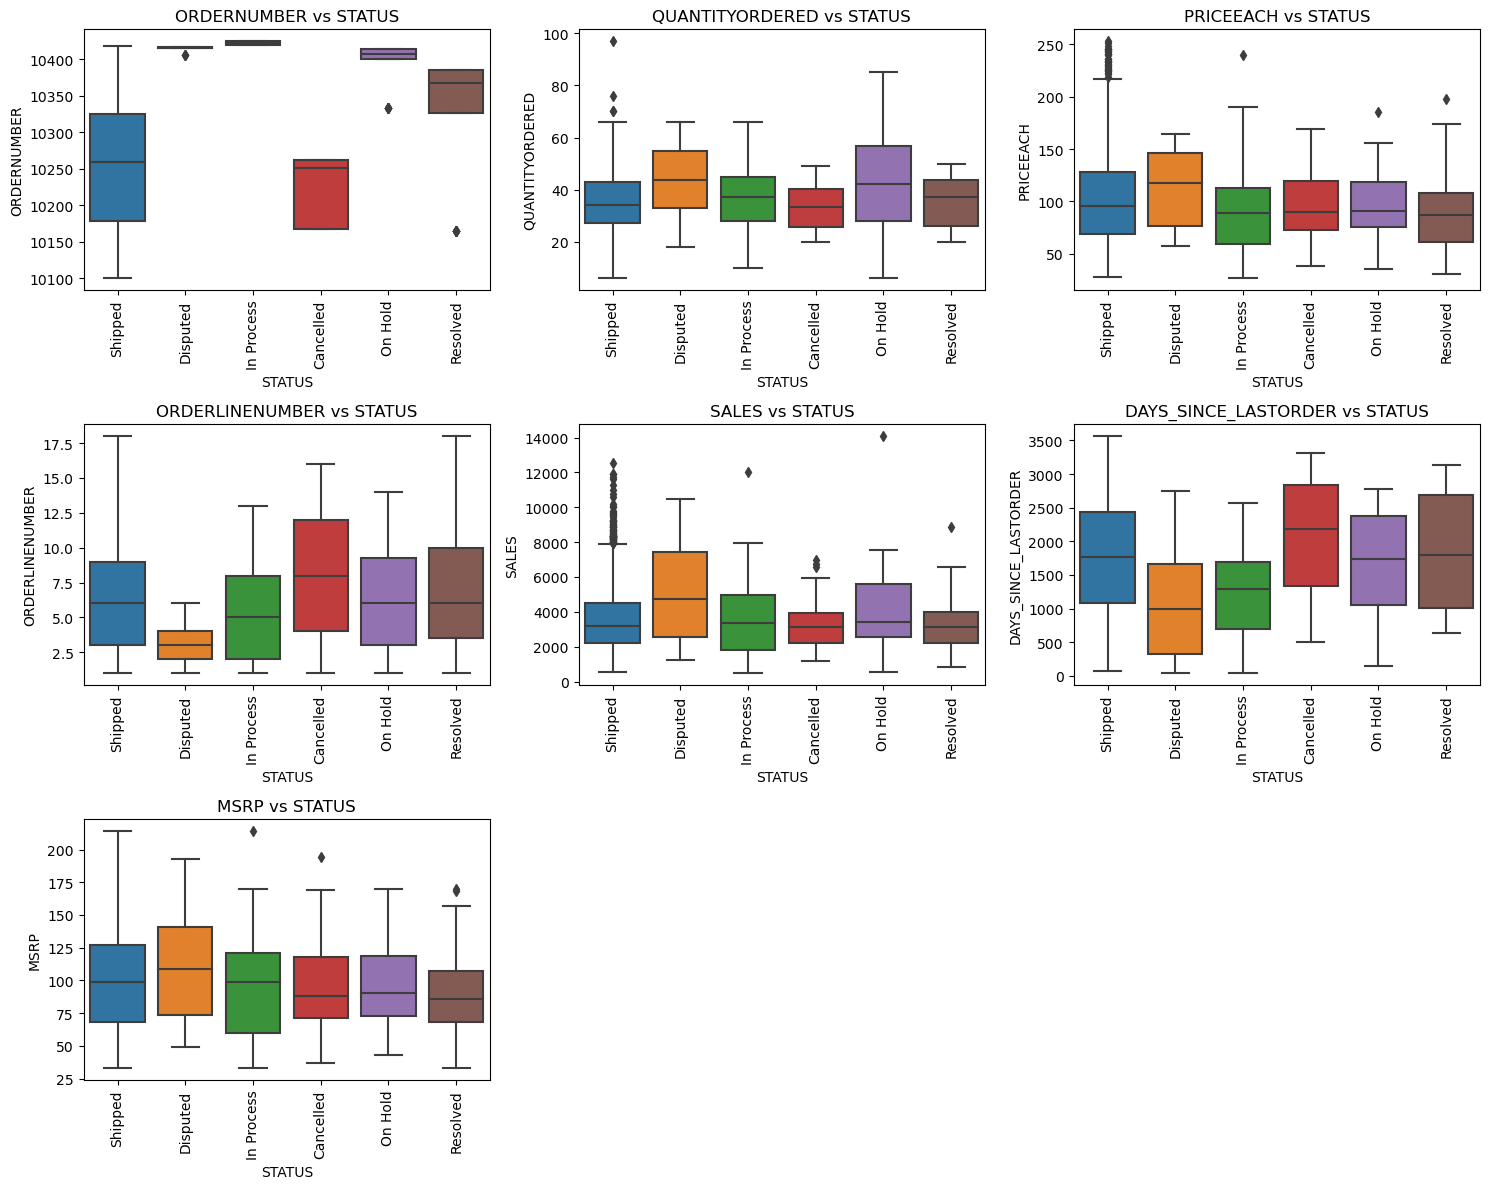 ORDERNUMBER vs STATUS
ORDERNUMBER
10400
10350
10300
10250
10200
10150
10100
Shipped
Disputed
In Process
Cancelled
On Hold
Resolved
STATUS
QUANTITYORDERED vs STATUS
QUANTITYORDERED
100
80
60
40
20
Shipped
Disputed
In Process
Cancelled
On Hold
Resolved
STATUS
PRICEEACH vs STATUS
PRICEEACH
250
200
150
100
50
Shipped
Disputed
In Process
Cancelled
On Hold
Resolved
STATUS
ORDERLINENUMBER vs STATUS
ORDERLINENUMBER
17.5
15.0
12.5
10.0
7.5
5.0
2.5
Shipped
Disputed
In Process
Cancelled
On Hold
Resolved
STATUS
SALES vs STATUS
SALES
14000
12000
10000
8000
6000
4000
2000
0
Shipped
Disputed
In Process
Cancelled
On Hold
Resolved
STATUS
DAYS_SINCE_LASTORDER vs STATUS
DAYS_SINCE_LASTORDER
3500
3000
2500
2000
1500
1000
500
0
Shipped
Disputed
In Process
Cancelled
On Hold
Resolved
STATUS
MSRP vs STATUS
MSRP
200
175
150
125
100
75
50
25
Shipped
Disputed
In Process
Cancelled
On Hold
Resolved
STATUS